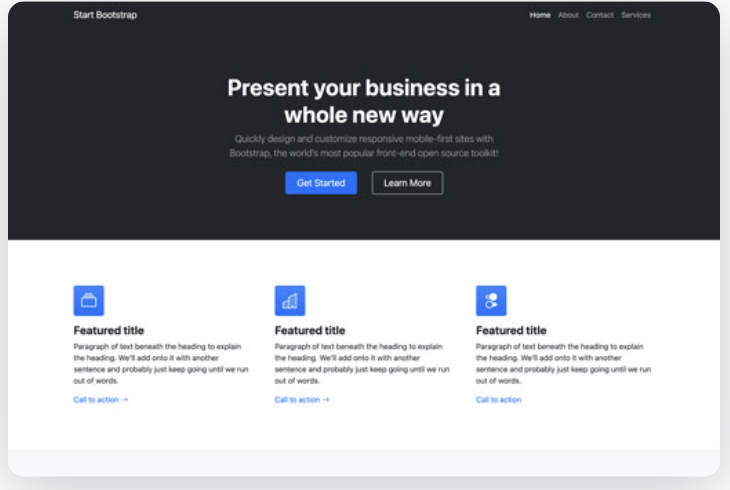 Start Bootstrap
Home About Contact Services
Present your business in a
whole new way
Quickly design and customize responsive mobile-first sites with
Bootstrap, the world's most popular front-end open source toolkit!
Get Started
Learn More
Featured title
Paragraph of text beneath the heading to explain
the heading. We'll add onto it with another
sentence and probably just keep going until we run
out of words.
Call to action →
Featured title
Paragraph of text beneath the heading to explain
the heading. We'll add onto it with another
sentence and probably just keep going until we run
out of words.
Call to action →
Featured title
Paragraph of text beneath the heading to explain
the heading. We'll add onto it with another
sentence and probably just keep going until we run
out of words.
Call to action